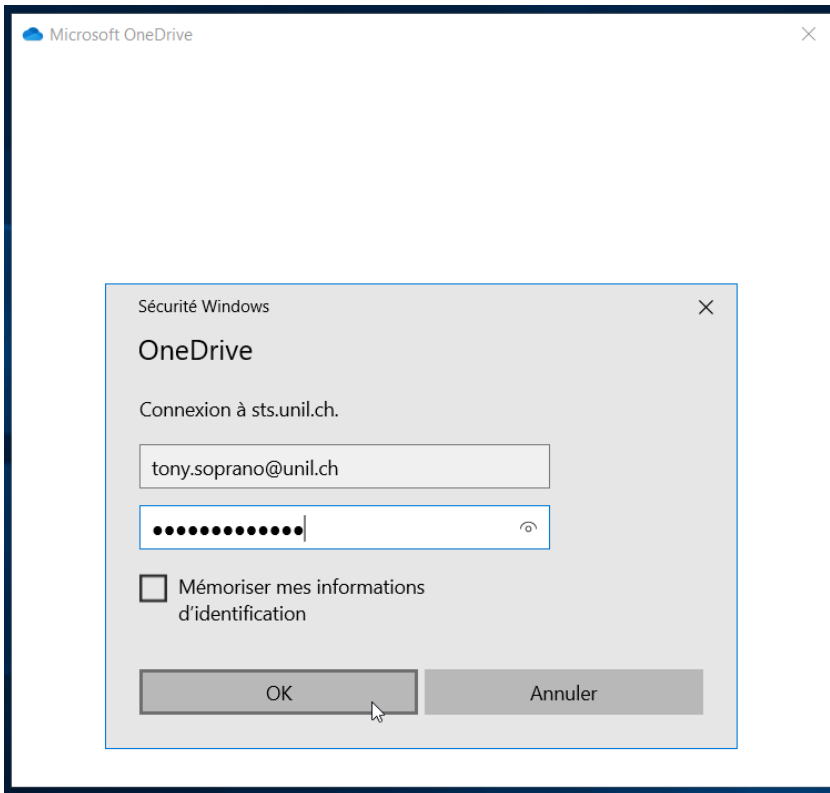 Microsoft OneDrive
Sécurité Windows
OneDrive
Connexion à sts.unil.ch.
tony.soprano@unil.ch
●●●●●●●●●●●●●
Mémoriser mes informations
d'identification
OK
Annuler